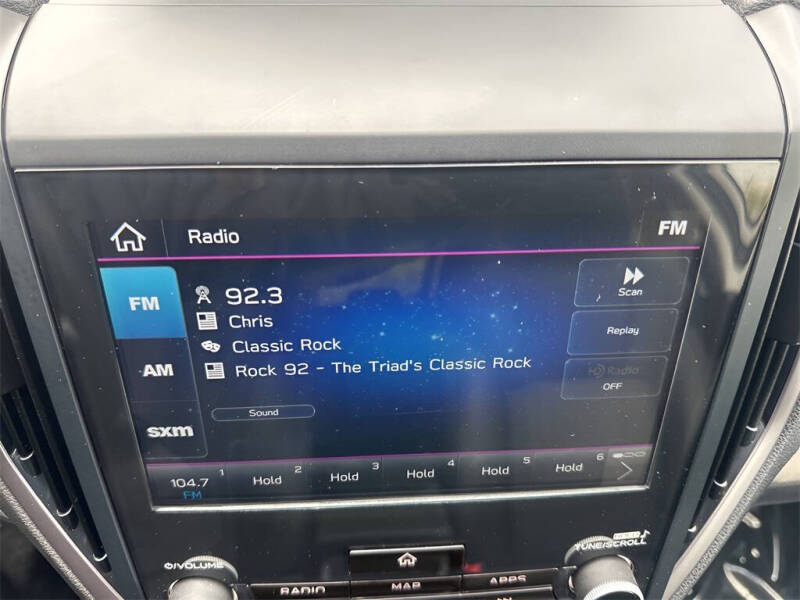 Radio
FM
FM
92.3
Scan
Chris
Replay
AM
Classic Rock
HD Radio
OFF
Rock 92 - The Triad's Classic Rock
sxm
Sound
1 2 3 4 5 6
104.7 Hold Hold Hold Hold Hold
FM
VOLUME
TUNE/SCROLL
RADIO MAP APPS